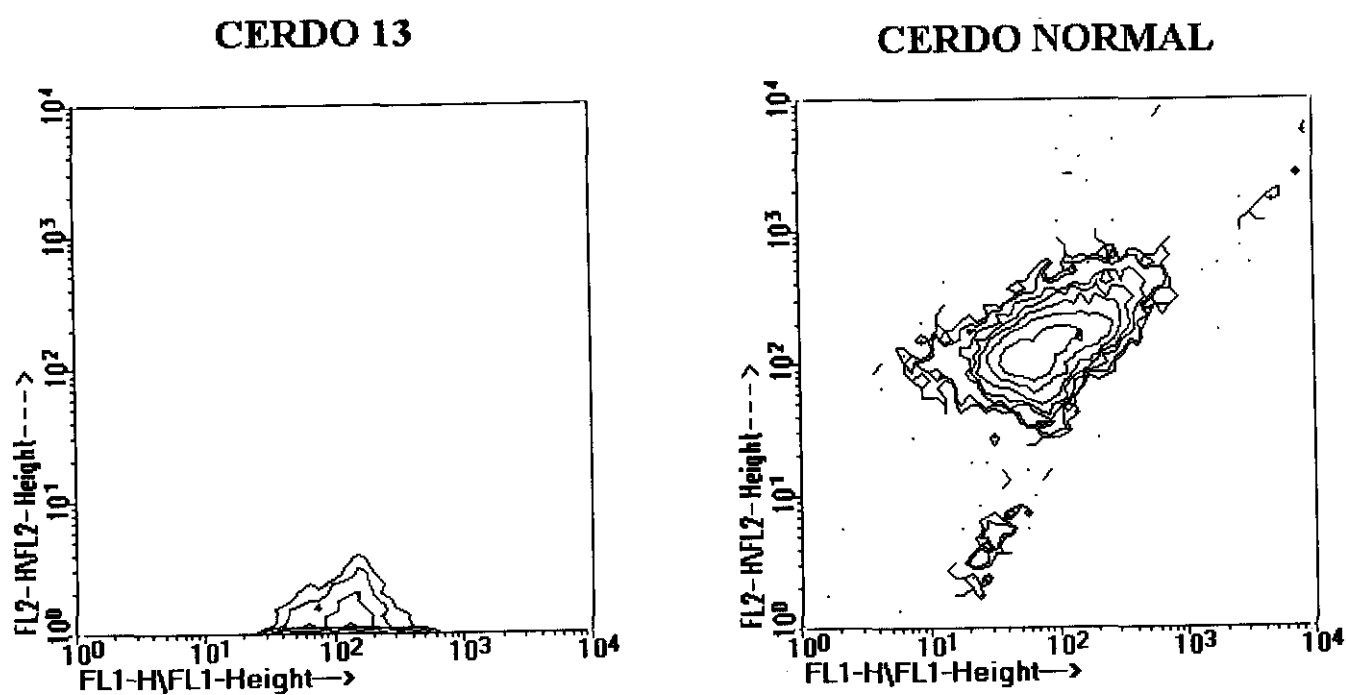 CERDO 13
10^4
10^3
10^2
10^1
10^0
FL2-H\FL2-Height---->
10^0 10^1 10^2 10^3 10^4
FL1-H\FL1-Height--->
CERDO NORMAL
10^4
10^3
10^2
10^1
10^0
FL2-H\FL2-Height---->
10^0 10^1 10^2 10^3 10^4
FL1-H\FL1-Height--->